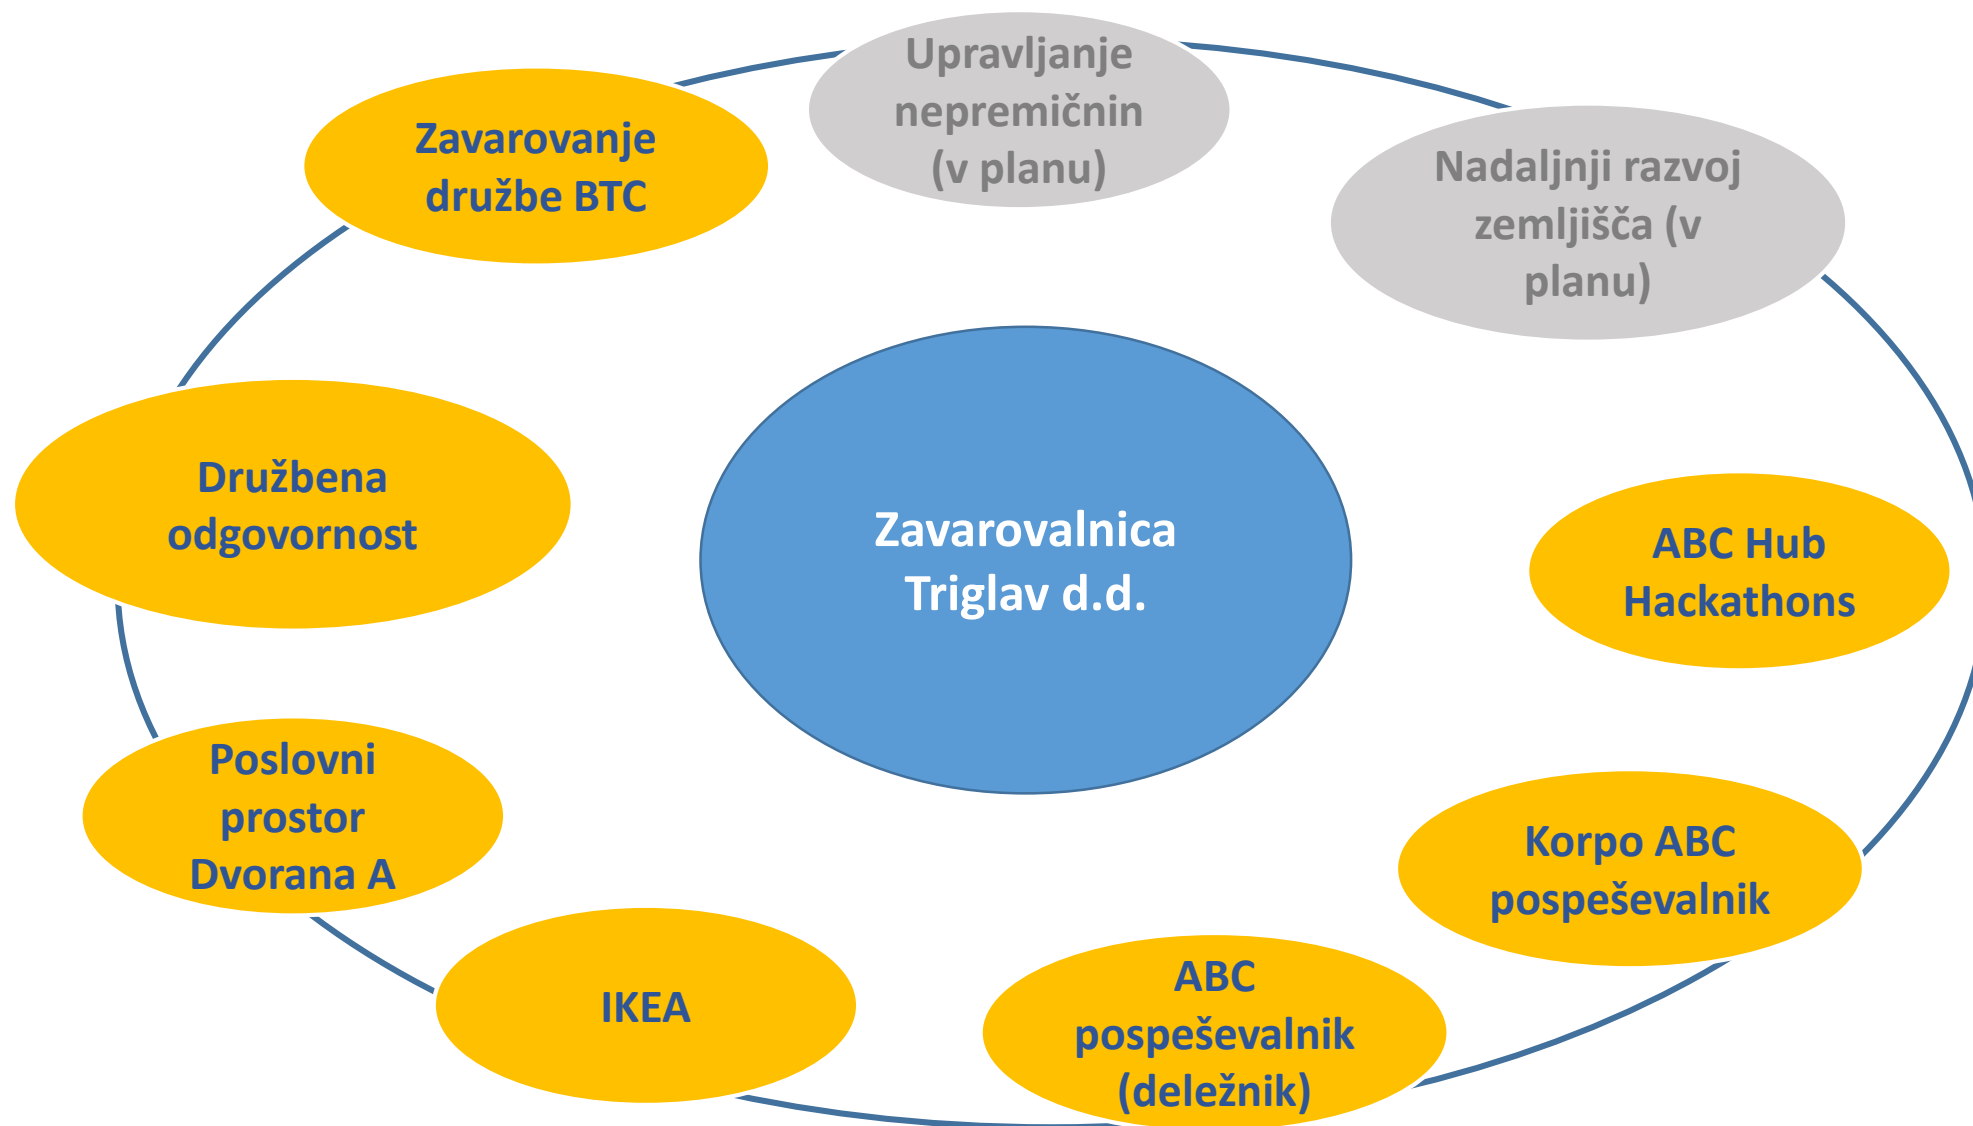 Upravljanje
nepremičnin
(v planu)
Zavarovanje
družbe BTC
Nadaljnji razvoj
zemljišča (v
planu)
Družbena
odgovornost
Zavarovalnica
Triglav d.d.
ABC Hub
Hackathons
Poslovni
prostor
Dvorana A
Korpo ABC
pospeševalnik
IKEA
ABC
pospeševalnik
(deležnik)